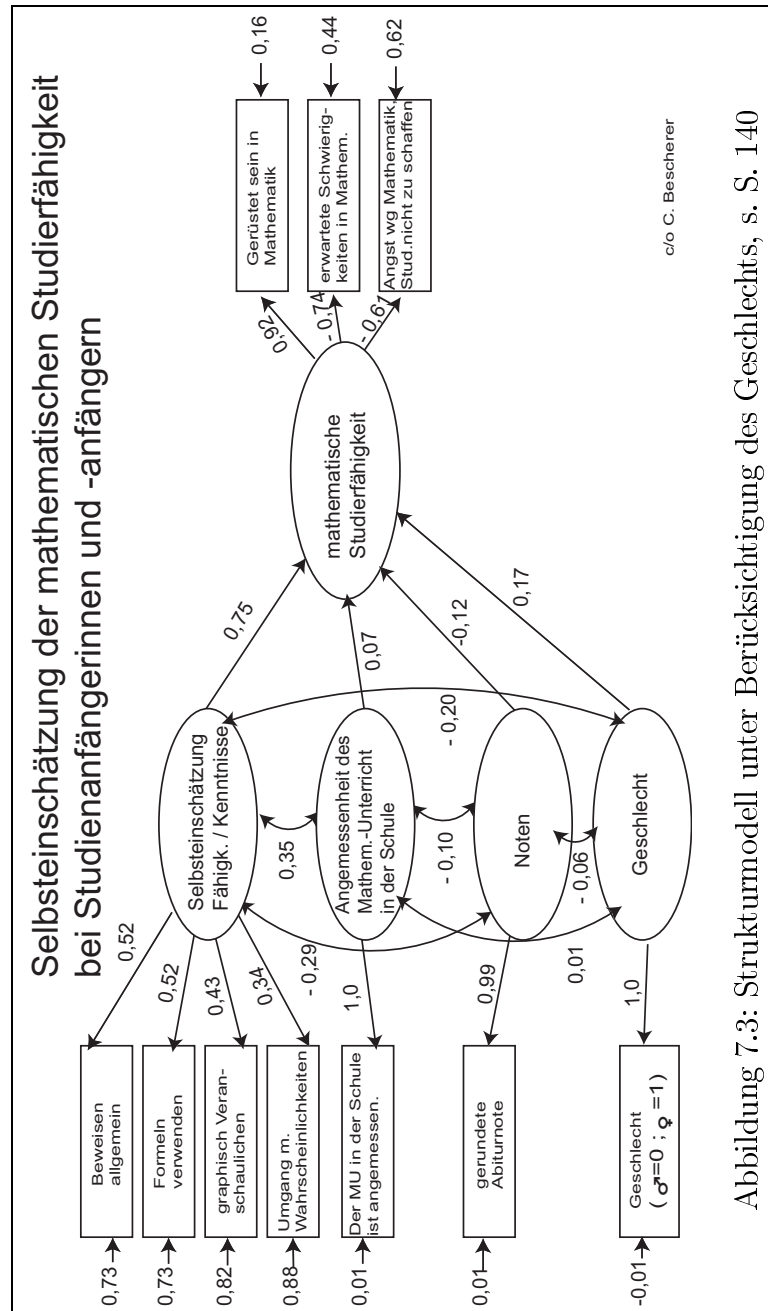 Selbsteinschätzung der mathematischen Studierfähigkeit
bei Studienanfängerinnen und -anfängern
0,73
Beweisen
allgemein
0,52
0,73
Formeln
verwenden
0,52
0,82
graphisch Veran-
schaulichen
0,43
0,88
Umgang m.
Wahrscheinlichkeiten
0,34
0,01
Der MU in der Schule
ist angemessen.
1,0
0,01
gerundete
Abiturnote
0,99
-0,01
Geschlecht
(♂=0 ; ♀ =1)
1,0
Selbsteinschätzung
Fähigk. / Kenntnisse
Angemessenheit des
Mathem.-Unterricht
in der Schule
Noten
Geschlecht
0,35
- 0,29
- 0,10
- 0,20
- 0,06
0,01
0,75
0,07
-0,12
0,17
mathematische
Studierfähigkeit
0,92
- 0,74
- 0,61
Gerüstet sein in
Mathematik
0,16
erwartete Schwierig-
keiten in Mathem.
0,44
Angst wg Mathematik,
Stud.nicht zu schaffen
0,62
c/o C. Bescherer
Abbildung 7.3: Strukturmodell unter Berücksichtigung des Geschlechts, s. S. 140